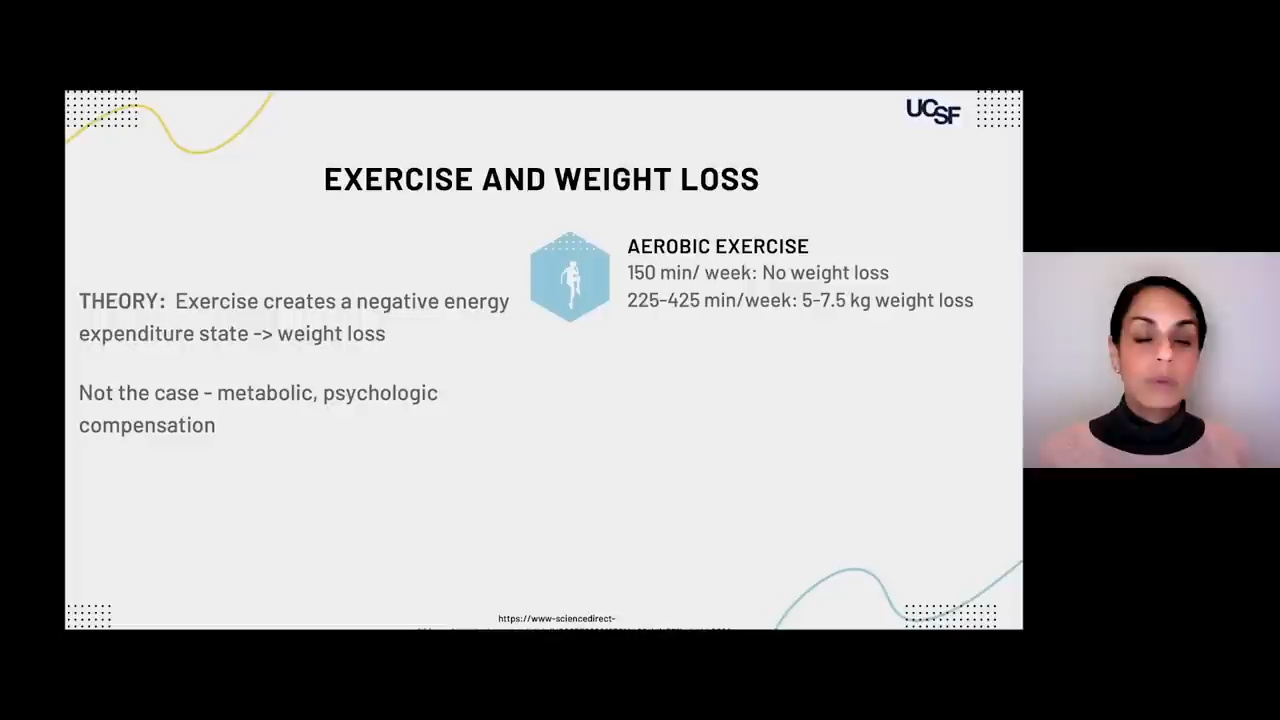 UCSF
EXERCISE AND WEIGHT LOSS
THEORY: Exercise creates a negative energy
expenditure state -> weight loss
Not the case - metabolic, psychologic
compensation
AEROBIC EXERCISE
150 min/ week: No weight loss
225-425 min/week: 5-7.5 kg weight loss
https://www-sciencedirect-